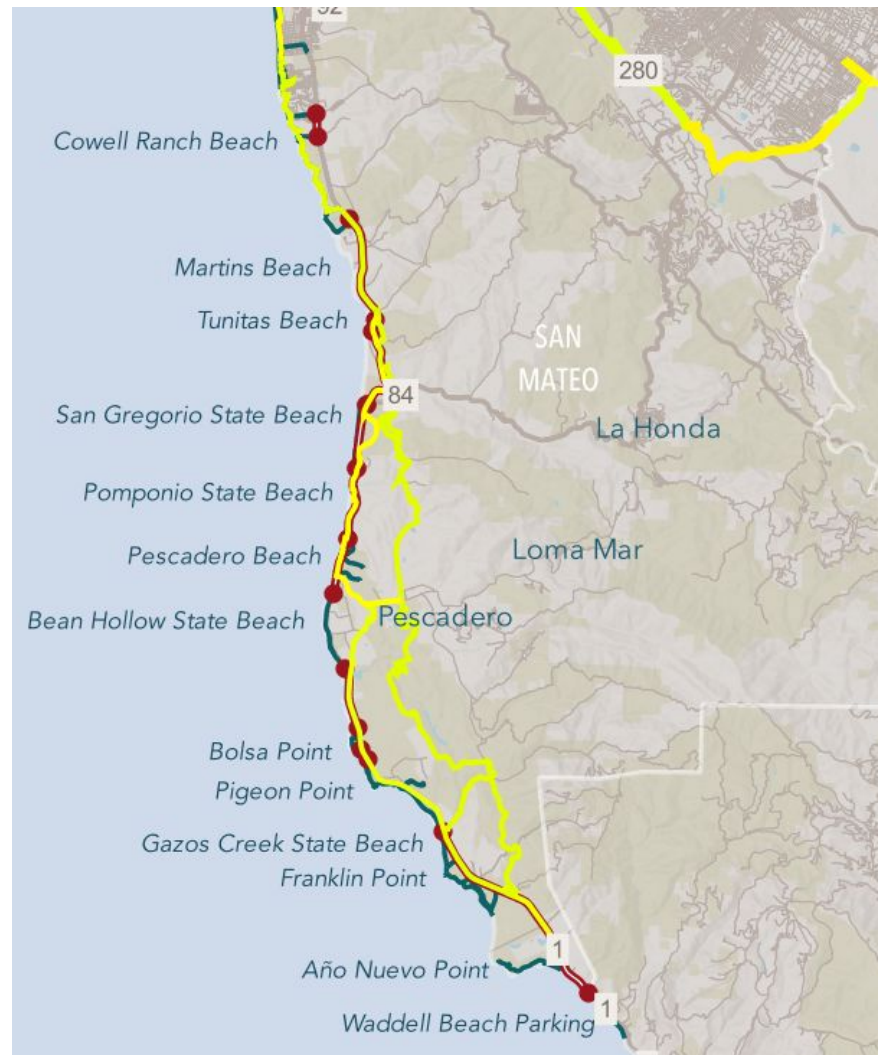 92
280
Cowell Ranch Beach
Martins Beach
Tunitas Beach
SAN
MATEO
84
San Gregorio State Beach
La Honda
Pomponio State Beach
Pescadero Beach
Loma Mar
Bean Hollow State Beach
Pescadero
Bolsa Point
Pigeon Point
Gazos Creek State Beach
Franklin Point
1
Año Nuevo Point
1
Waddell Beach Parking